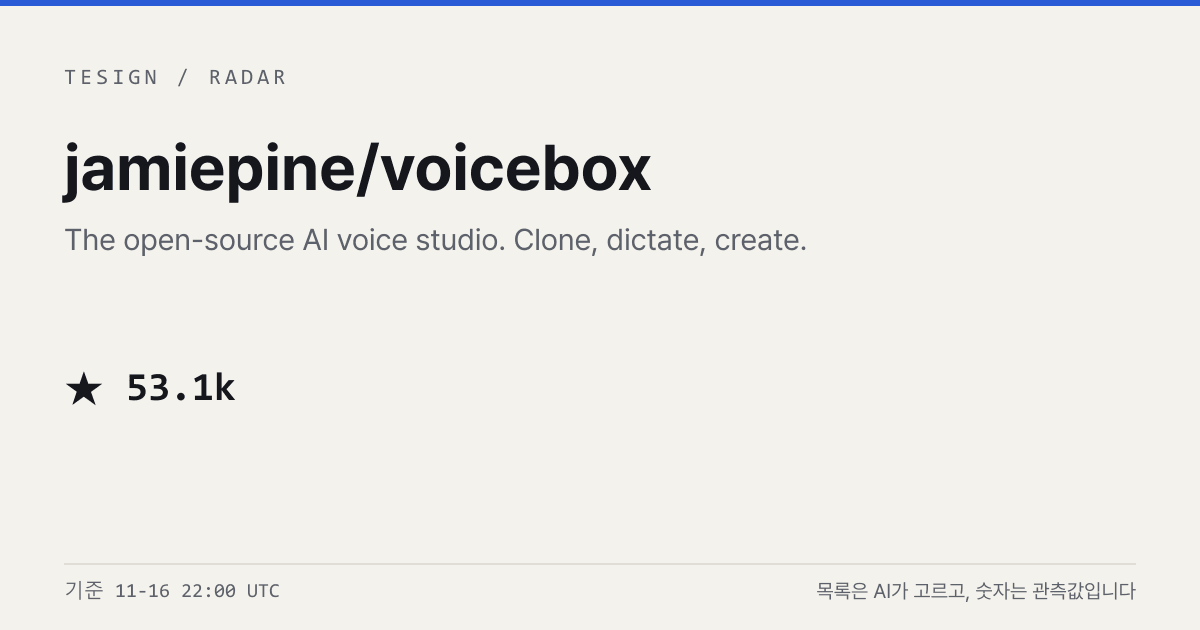 TESIGN / RADAR
jamiepine/voicebox
The open-source AI voice studio. Clone, dictate, create.
★ 53.1k
기준 11-16 22:00 UTC
목록은 AI가 고르고, 숫자는 관측값입니다